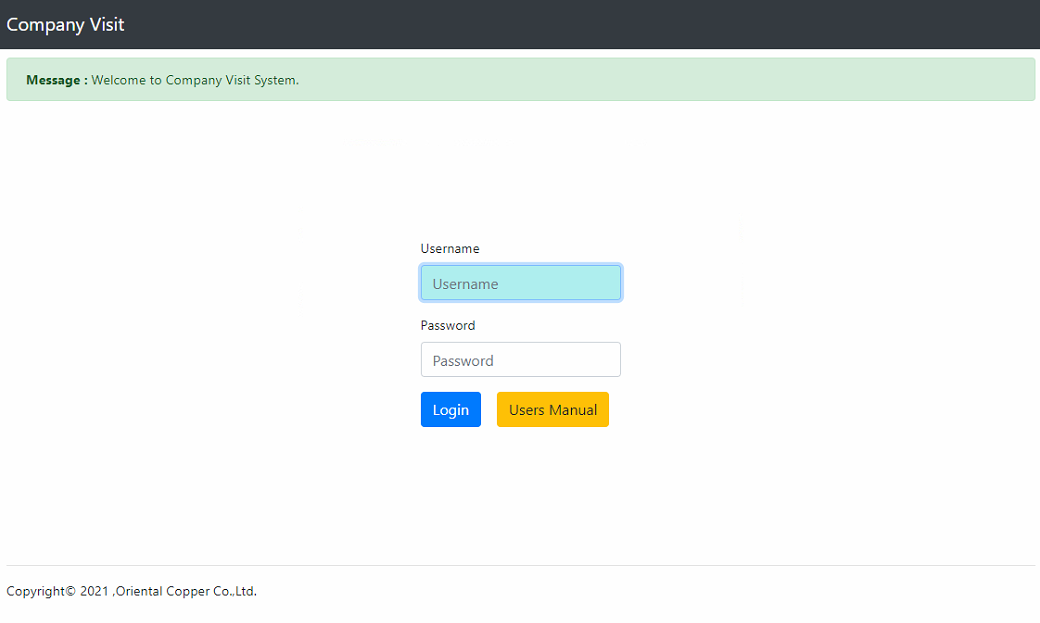 Company Visit
Message : Welcome to Company Visit System.
Username
Username
Password
Password
Login Users Manual
Copyright© 2021 ,Oriental Copper Co.,Ltd.